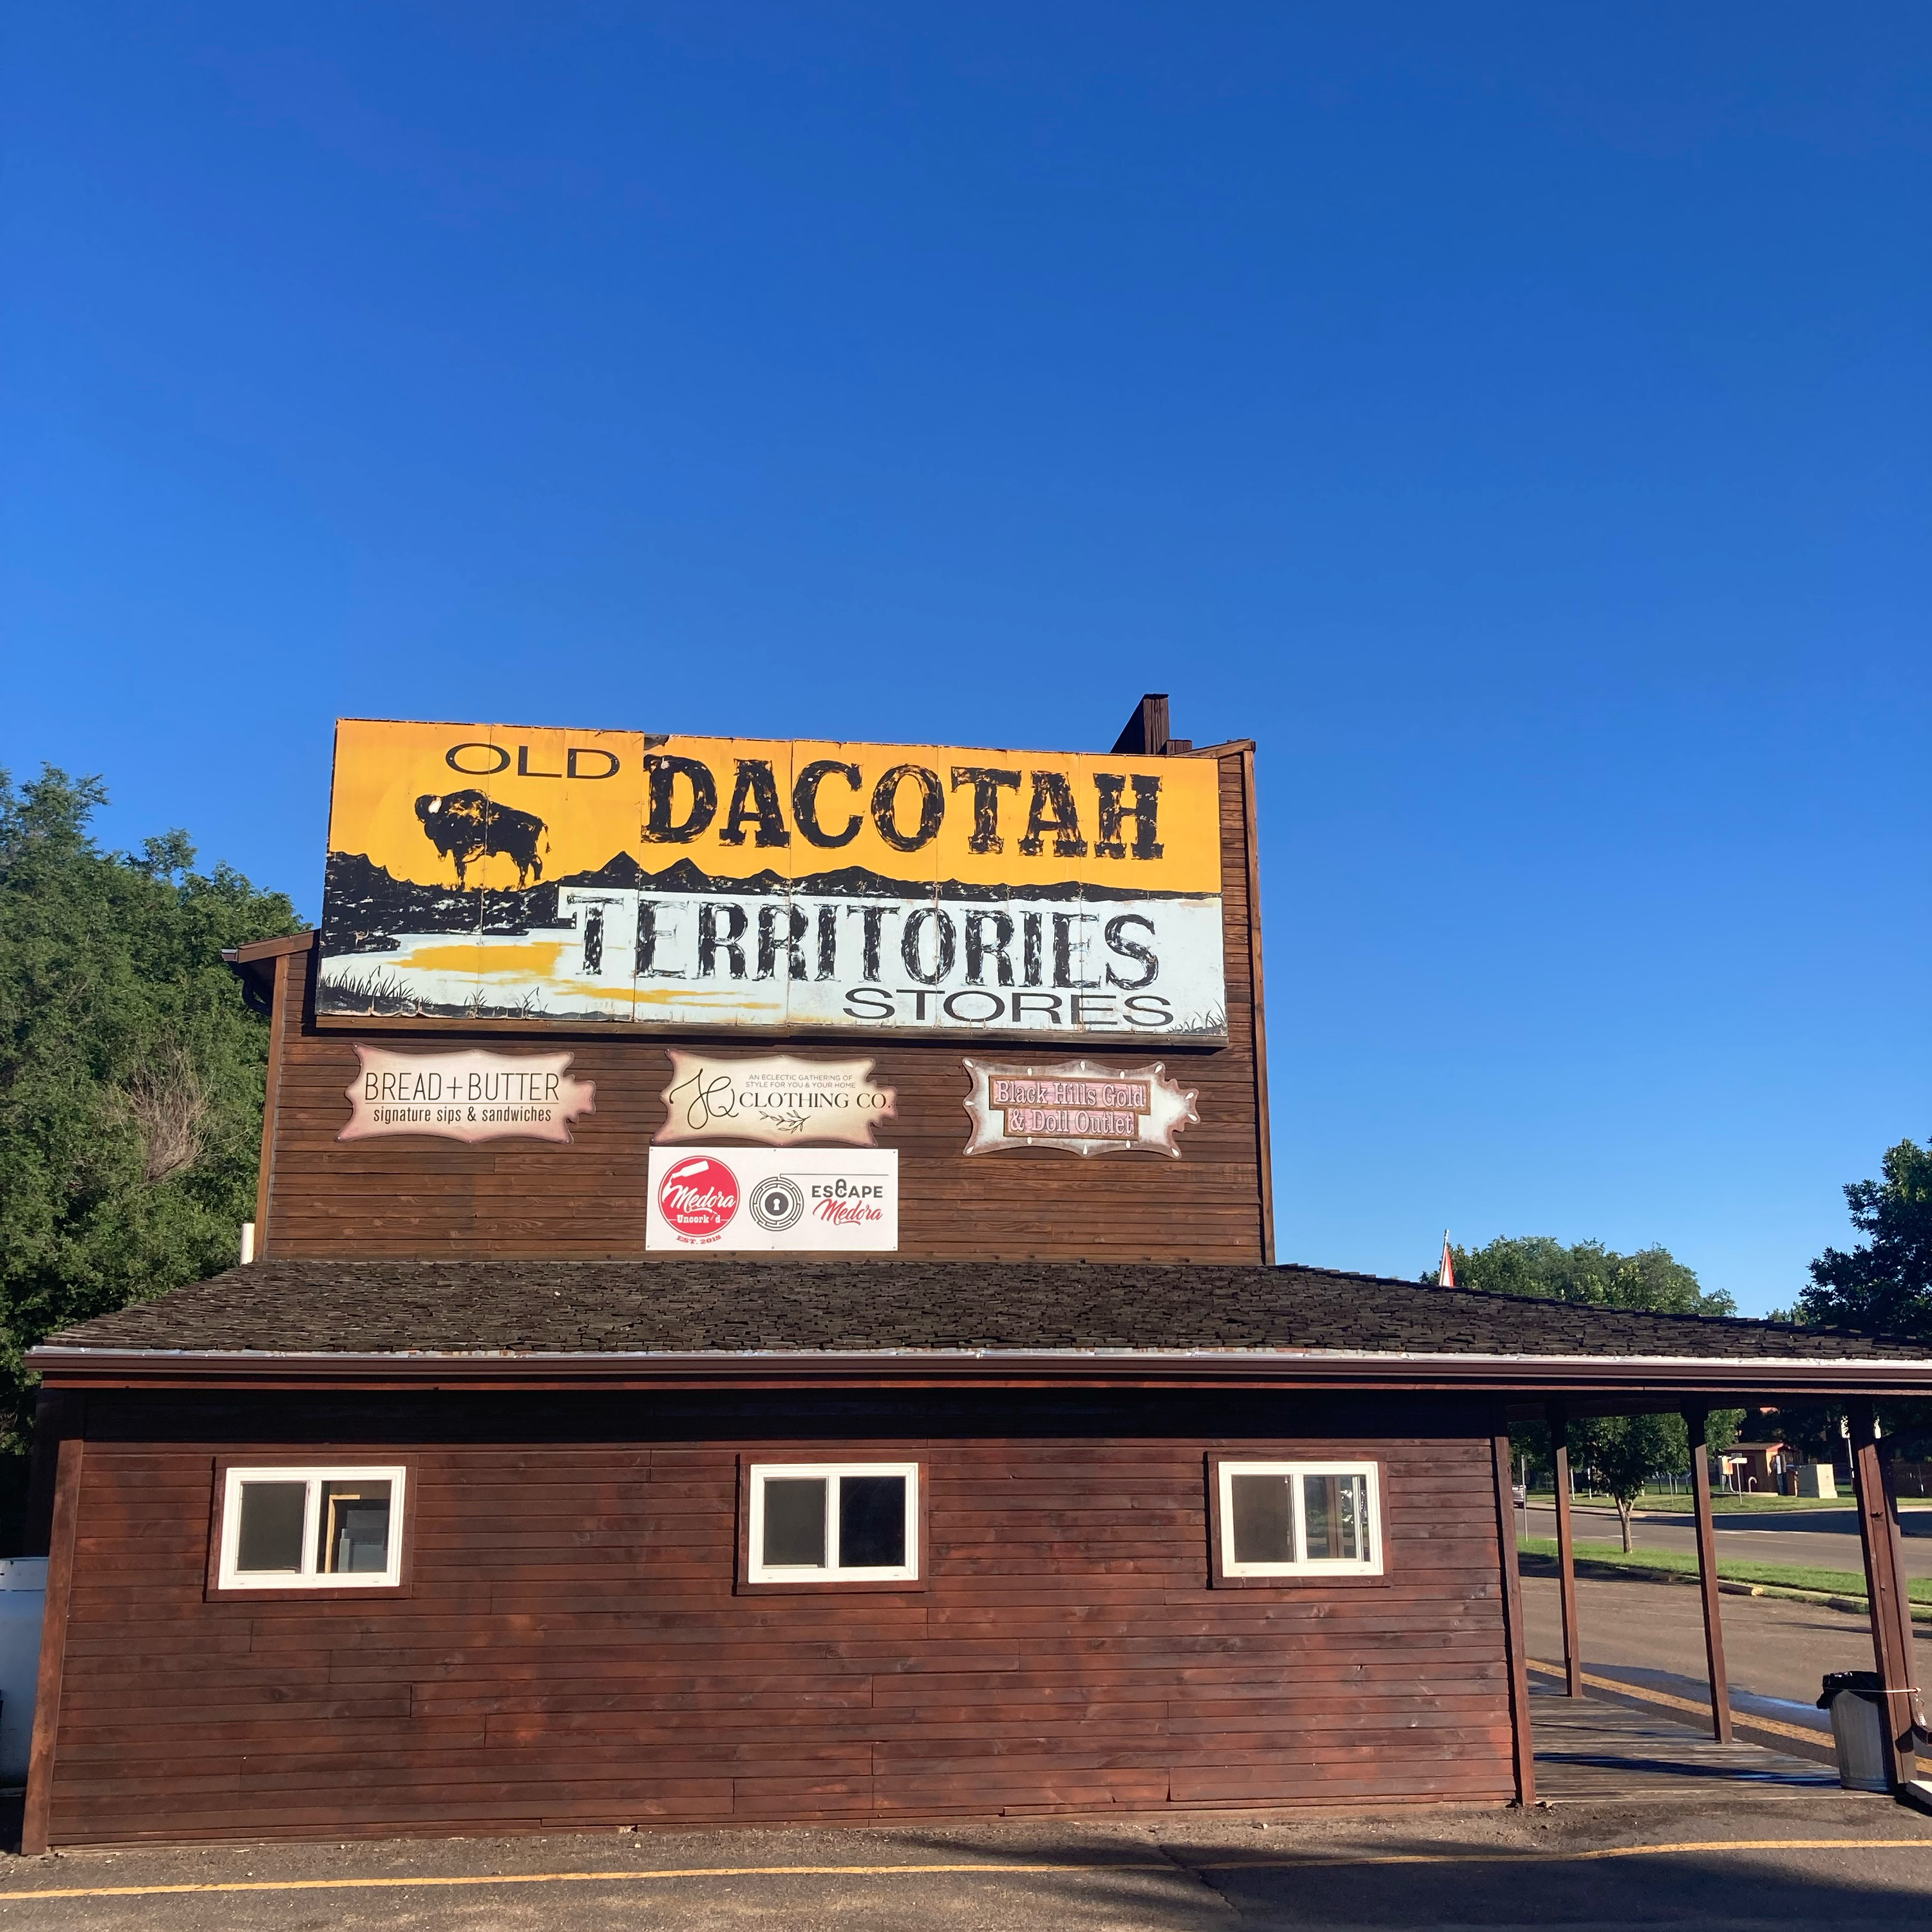 OLD DACOTAH
TERRITORIES
STORES
BREAD+BUTTER
signature sips & sandwiches
AN ECLECTIC GATHERING OF
STYLE FOR YOU & YOUR HOME
JQ CLOTHING CO.
Black Hills Gold
& Doll Outlet
Medora
Uncork'd
EST. 2018
ESCAPE
Medora